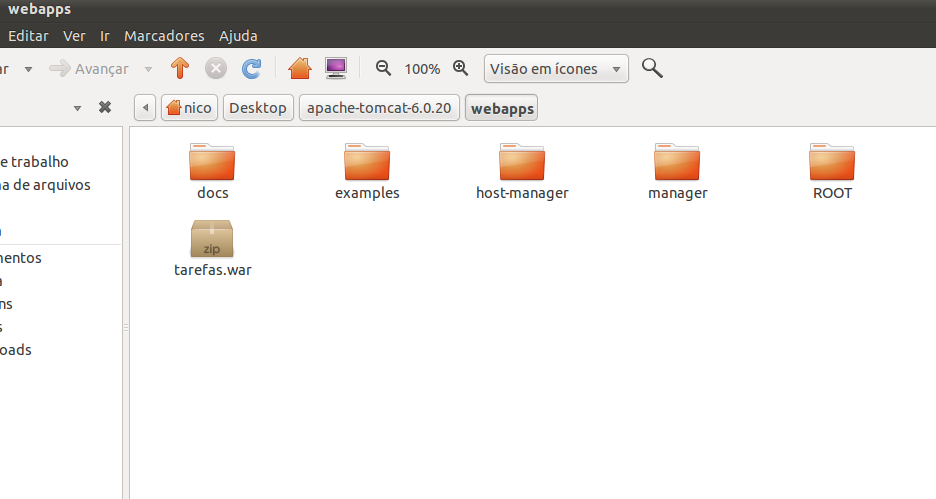 webapps
Editar Ver Ir Marcadores Ajuda
ar Avançar 100% Visão em ícones
nico Desktop apache-tomcat-6.0.20 webapps
e trabalho
a de arquivos
mentos
a
ns
s
oads
docs examples host-manager manager ROOT
zip
tarefas.war